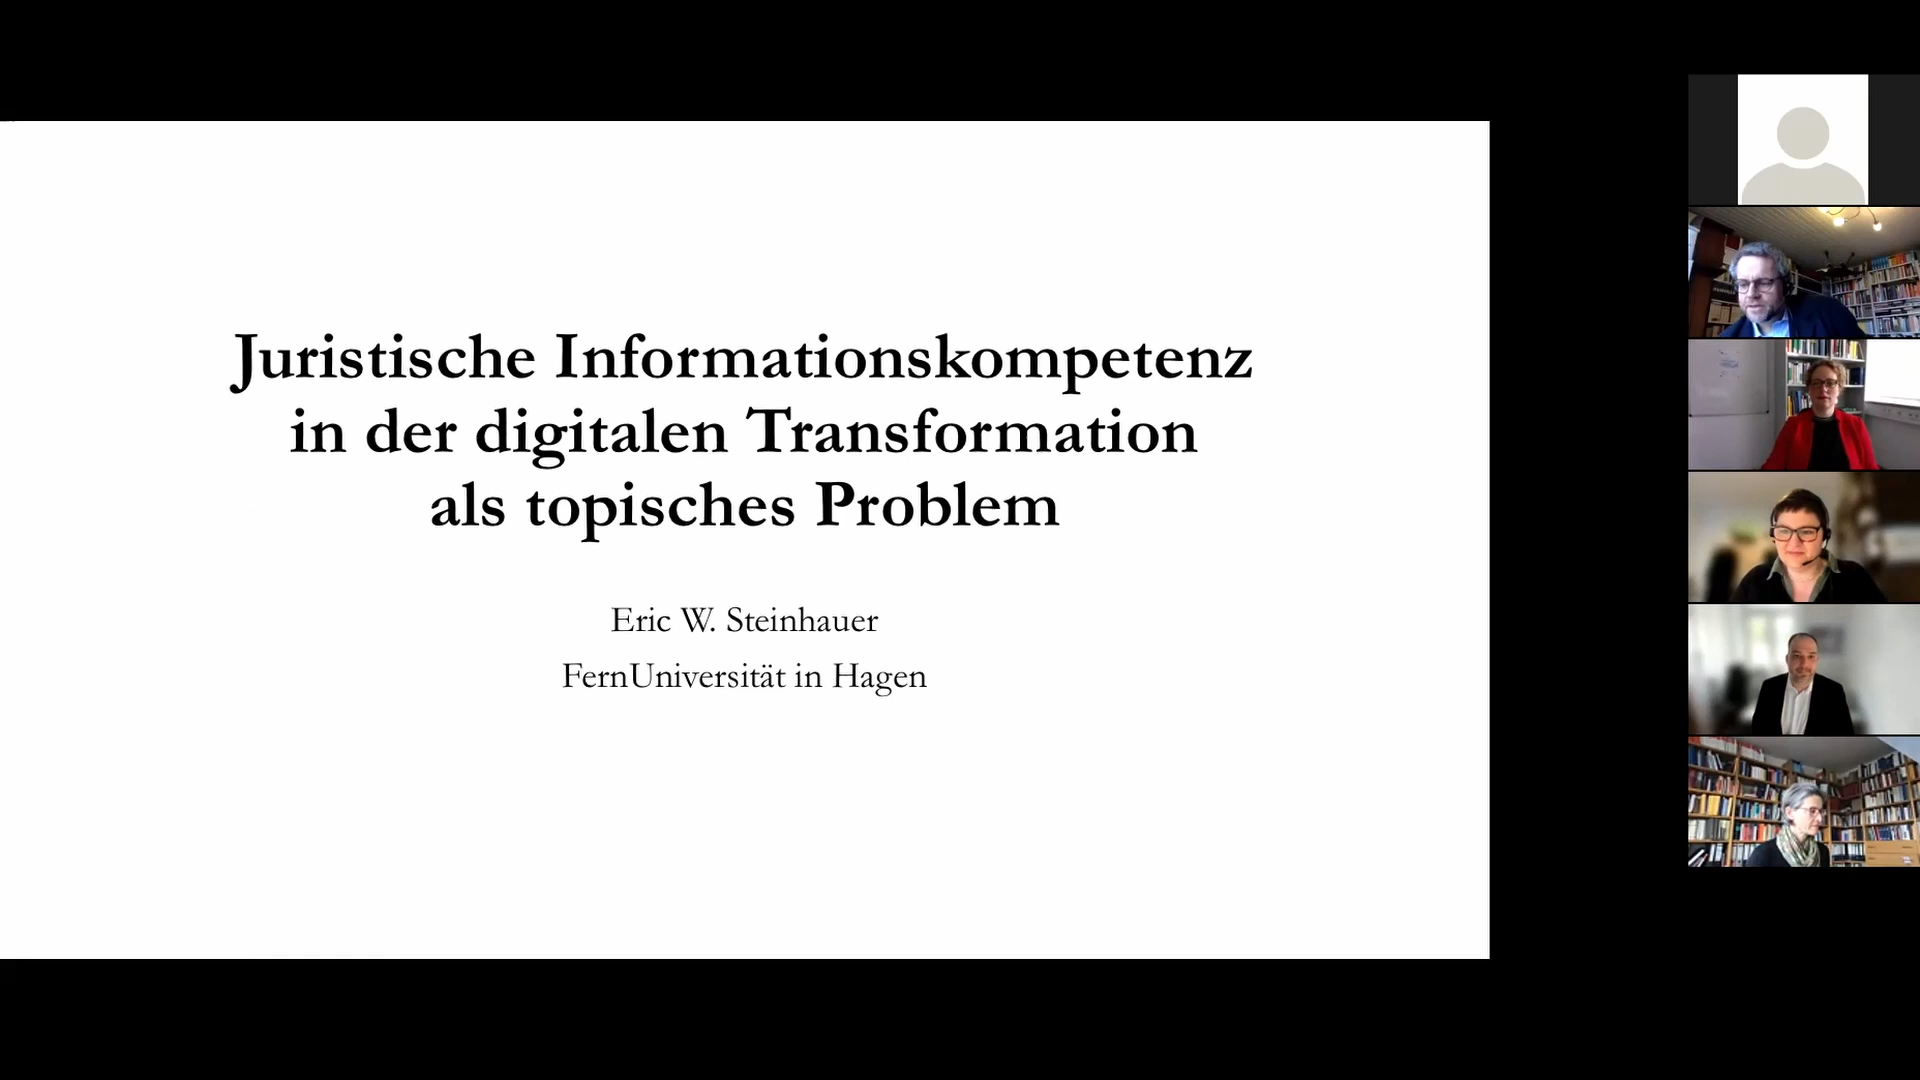 Juristische Informationskompetenz
in der digitalen Transformation
als topisches Problem
Eric W. Steinhauer
FernUniversität in Hagen